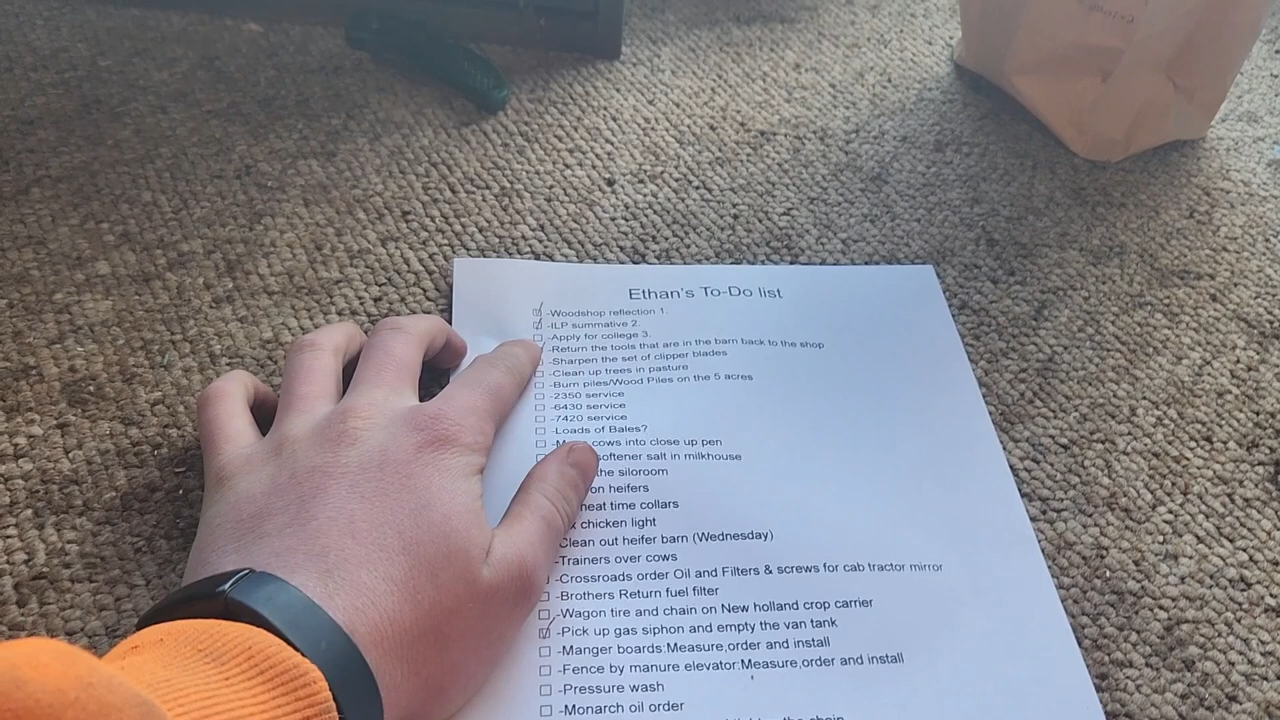 Ethan's To-Do list
-Woodshop reflection 1.
-ILP summative 2.
-Apply for college 3.
-Return the tools that are in the barn back to the shop
-Sharpen the set of clipper blades
-Clean up trees in pasture
-Burn piles/Wood Piles on the 5 acres
-2350 service
-6430 service
-7420 service
-Loads of Bales?
cows into close up pen
softener salt in milkhouse
the siloroom
on heifers
heat time collars
chicken light
Clean out heifer barn (Wednesday)
-Trainers over cows
-Crossroads order Oil and Filters & screws for cab tractor mirror
-Brothers Return fuel filter
-Wagon tire and chain on New holland crop carrier
-Pick up gas siphon and empty the van tank
-Manger boards:Measure,order and install
-Fence by manure elevator:Measure,order and install
-Pressure wash
-Monarch oil order